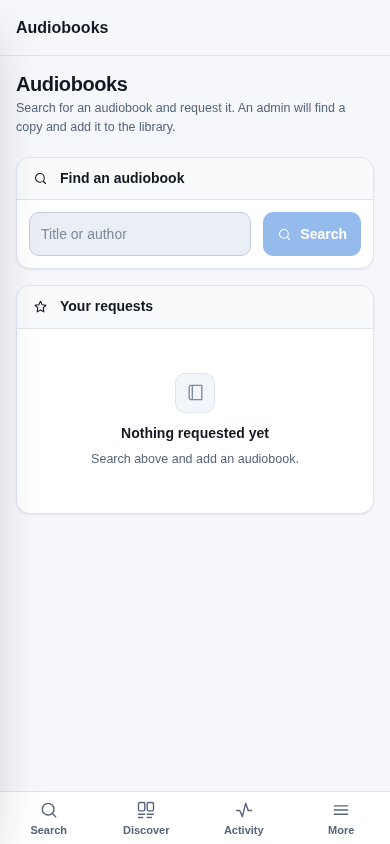 Audiobooks
Audiobooks
Search for an audiobook and request it. An admin will find a
copy and add it to the library.
Find an audiobook
Title or author
Search
Your requests
Nothing requested yet
Search above and add an audiobook.
Search
Discover
Activity
More